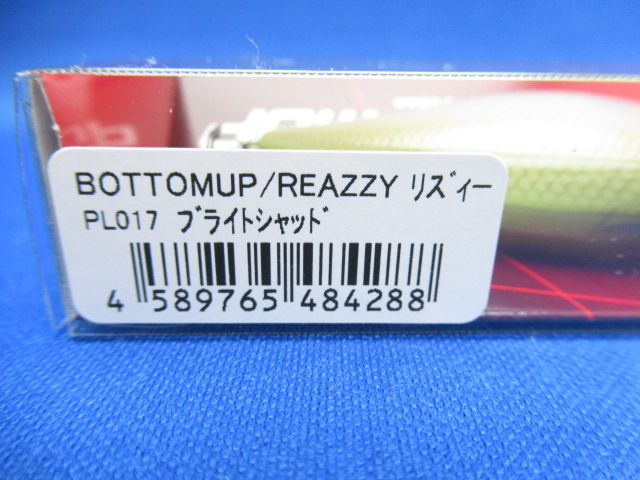 BOTTOMUP/REAZZY ﾘｽﾞｨｰ
PL017 ﾌﾞﾗｲﾄｼｬｯﾄﾞ
4 589765 484288